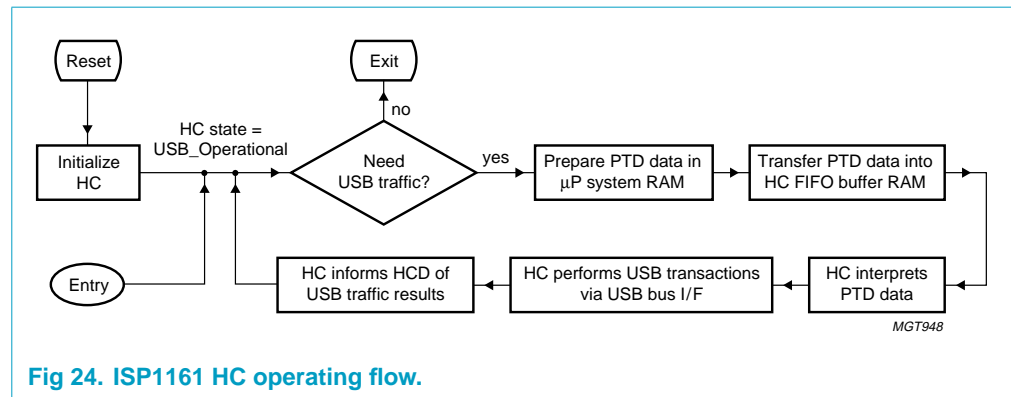 Reset
Exit
no
HC state =
USB_Operational
Initialize
HC
Need
USB traffic?
yes
Prepare PTD data in
µP system RAM
Transfer PTD data into
HC FIFO buffer RAM
Entry
HC informs HCD of
USB traffic results
HC performs USB transactions
via USB bus I/F
HC interprets
PTD data
MGT948
Fig 24. ISP1161 HC operating flow.